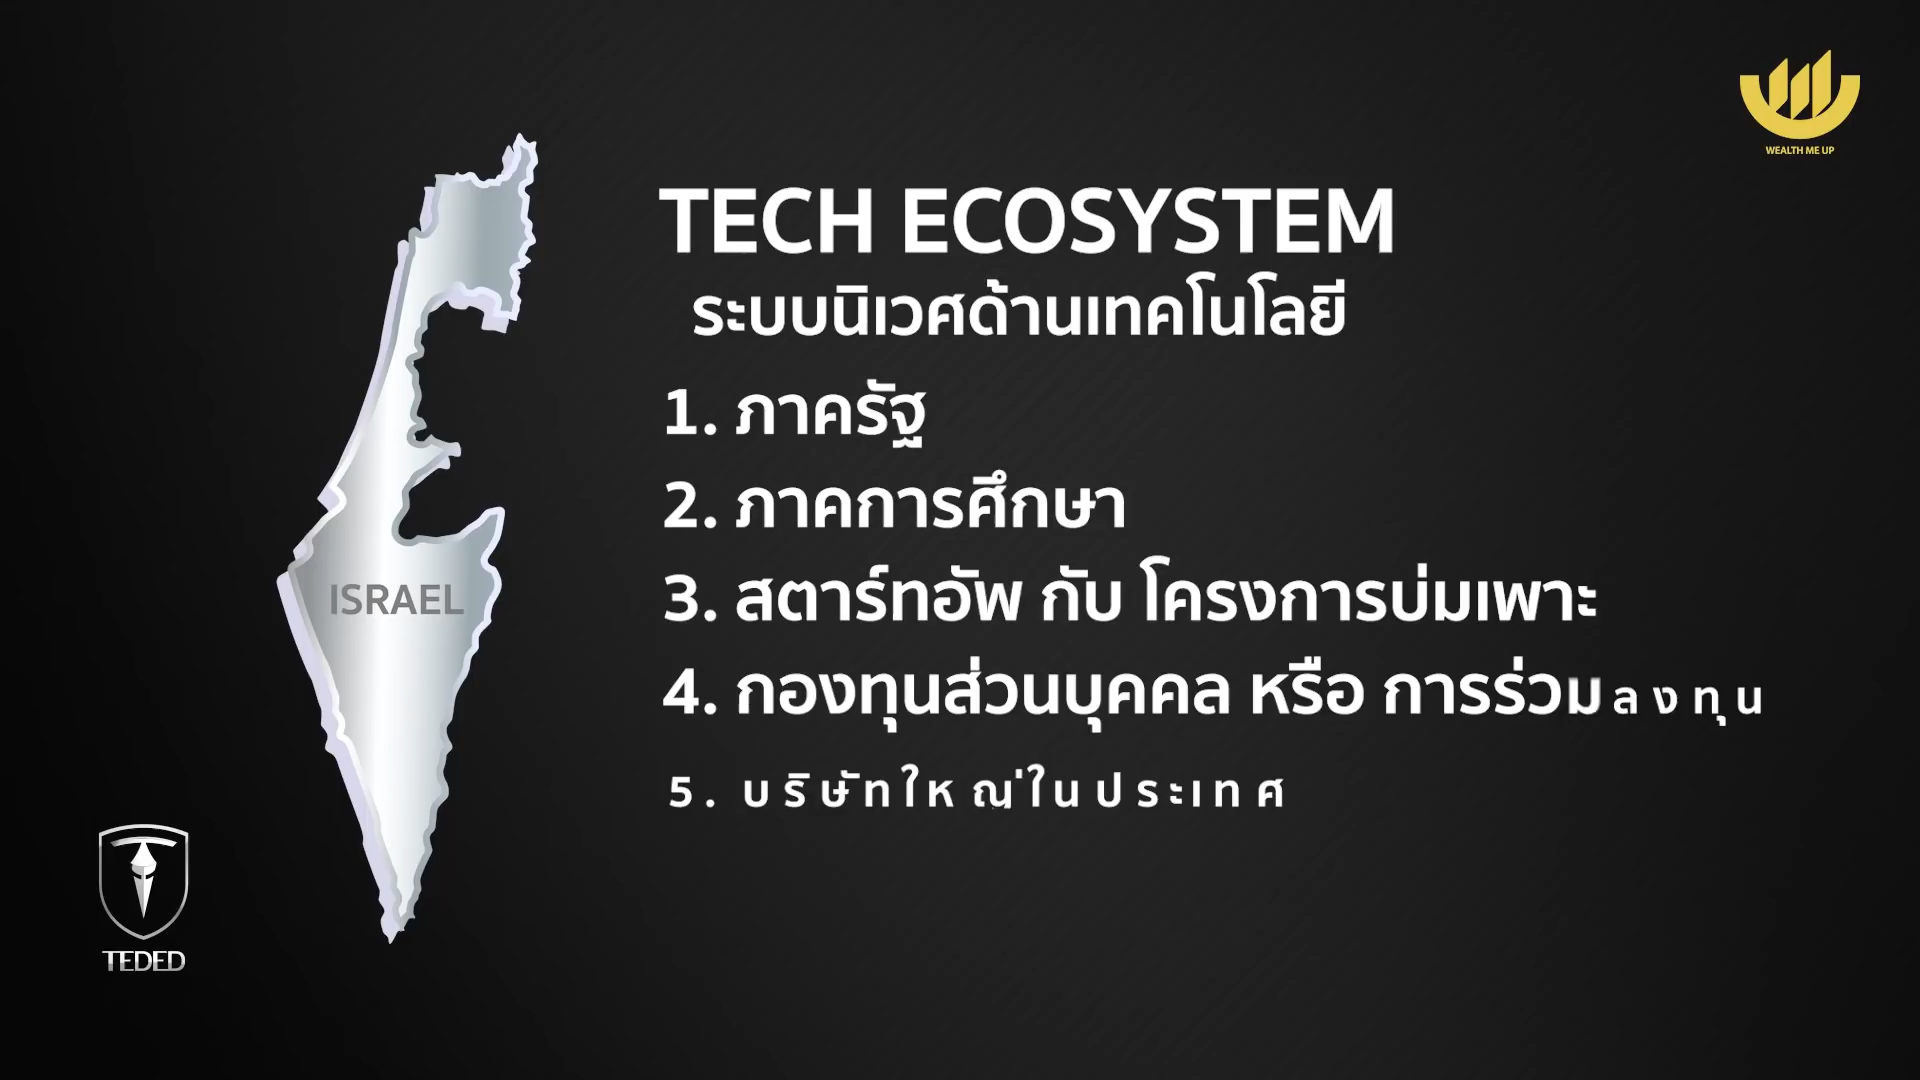 WEALTH ME UP
TECH ECOSYSTEM
ระบบนิเวศด้านเทคโนโลยี
1. ภาครัฐ
2. ภาคการศึกษา
3. สตาร์ทอัพ กับ โครงการบ่มเพาะ
4. กองทุนส่วนบุคคล หรือ การร่วมลงทุน
5. บริษัทใหญ่ในประเทศ
ISRAEL
TEDED